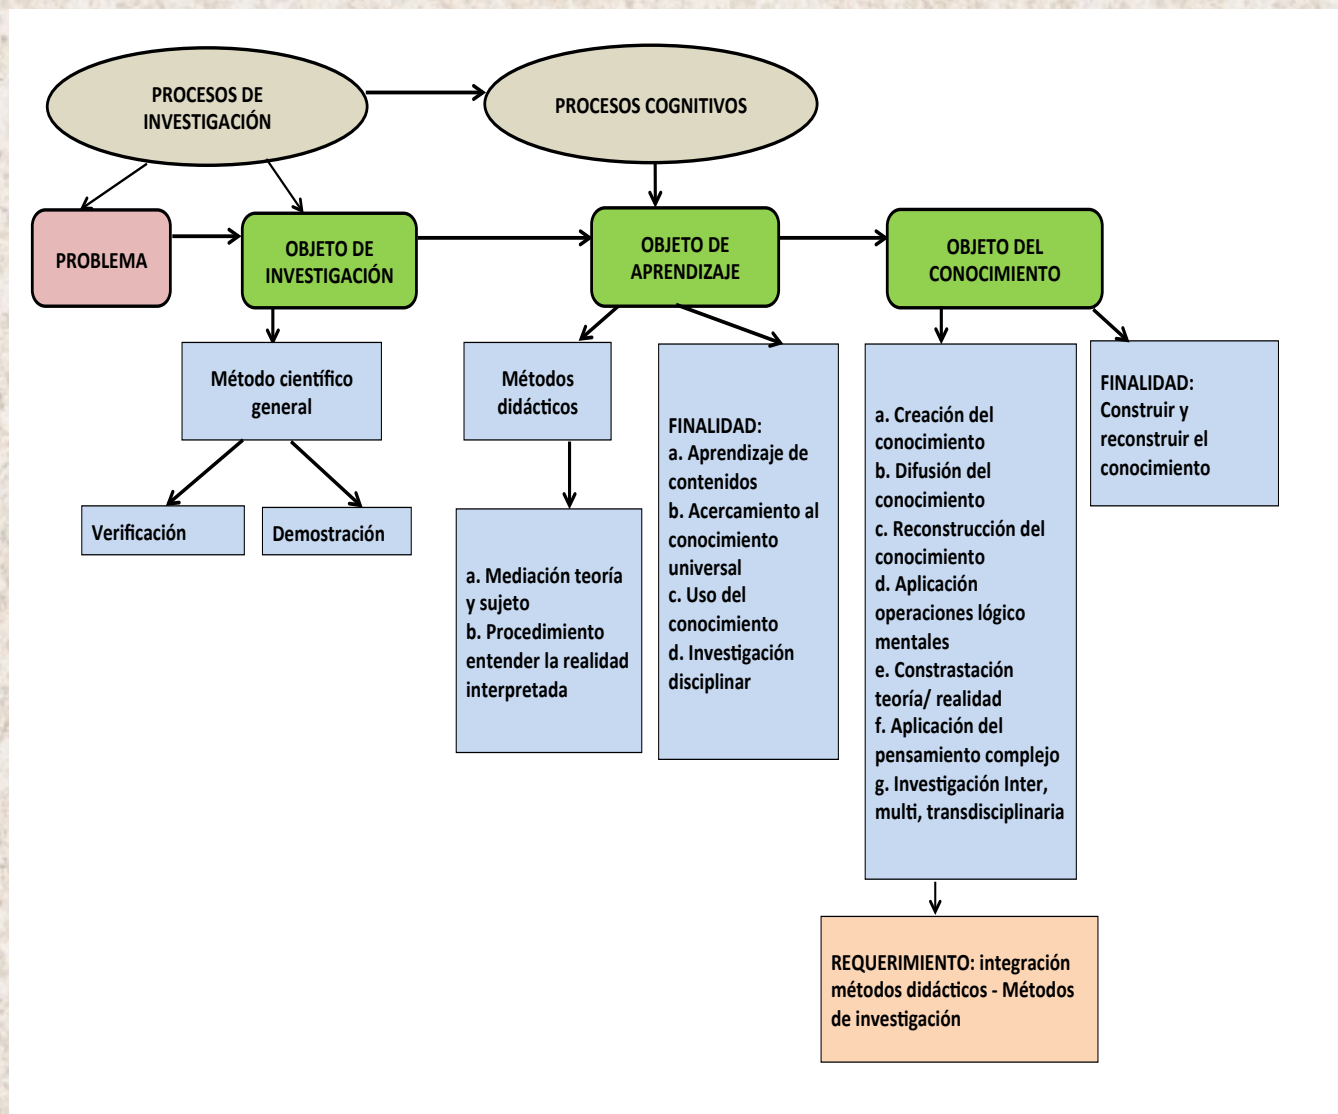 PROCESOS DE
INVESTIGACIÓN
PROCESOS COGNITIVOS
PROBLEMA
OBJETO DE
INVESTIGACIÓN
OBJETO DE
APRENDIZAJE
OBJETO DEL
CONOCIMIENTO
Método científico
general
Verificación
Demostración
Métodos
didácticos
a. Mediación teoría
y sujeto
b. Procedimiento
entender la realidad
interpretada
FINALIDAD:
a. Aprendizaje de
contenidos
b. Acercamiento al
conocimiento
universal
c. Uso del
conocimiento
d. Investigación
disciplinar
a. Creación del
conocimiento
b. Difusión del
conocimiento
c. Reconstrucción del
conocimiento
d. Aplicación
operaciones lógico
mentales
e. Constrastación
teoría/ realidad
f. Aplicación del
pensamiento complejo
g. Investigación Inter,
multi, transdisciplinaria
FINALIDAD:
Construir y
reconstruir el
conocimiento
REQUERIMIENTO: integración
métodos didácticos - Métodos
de investigación